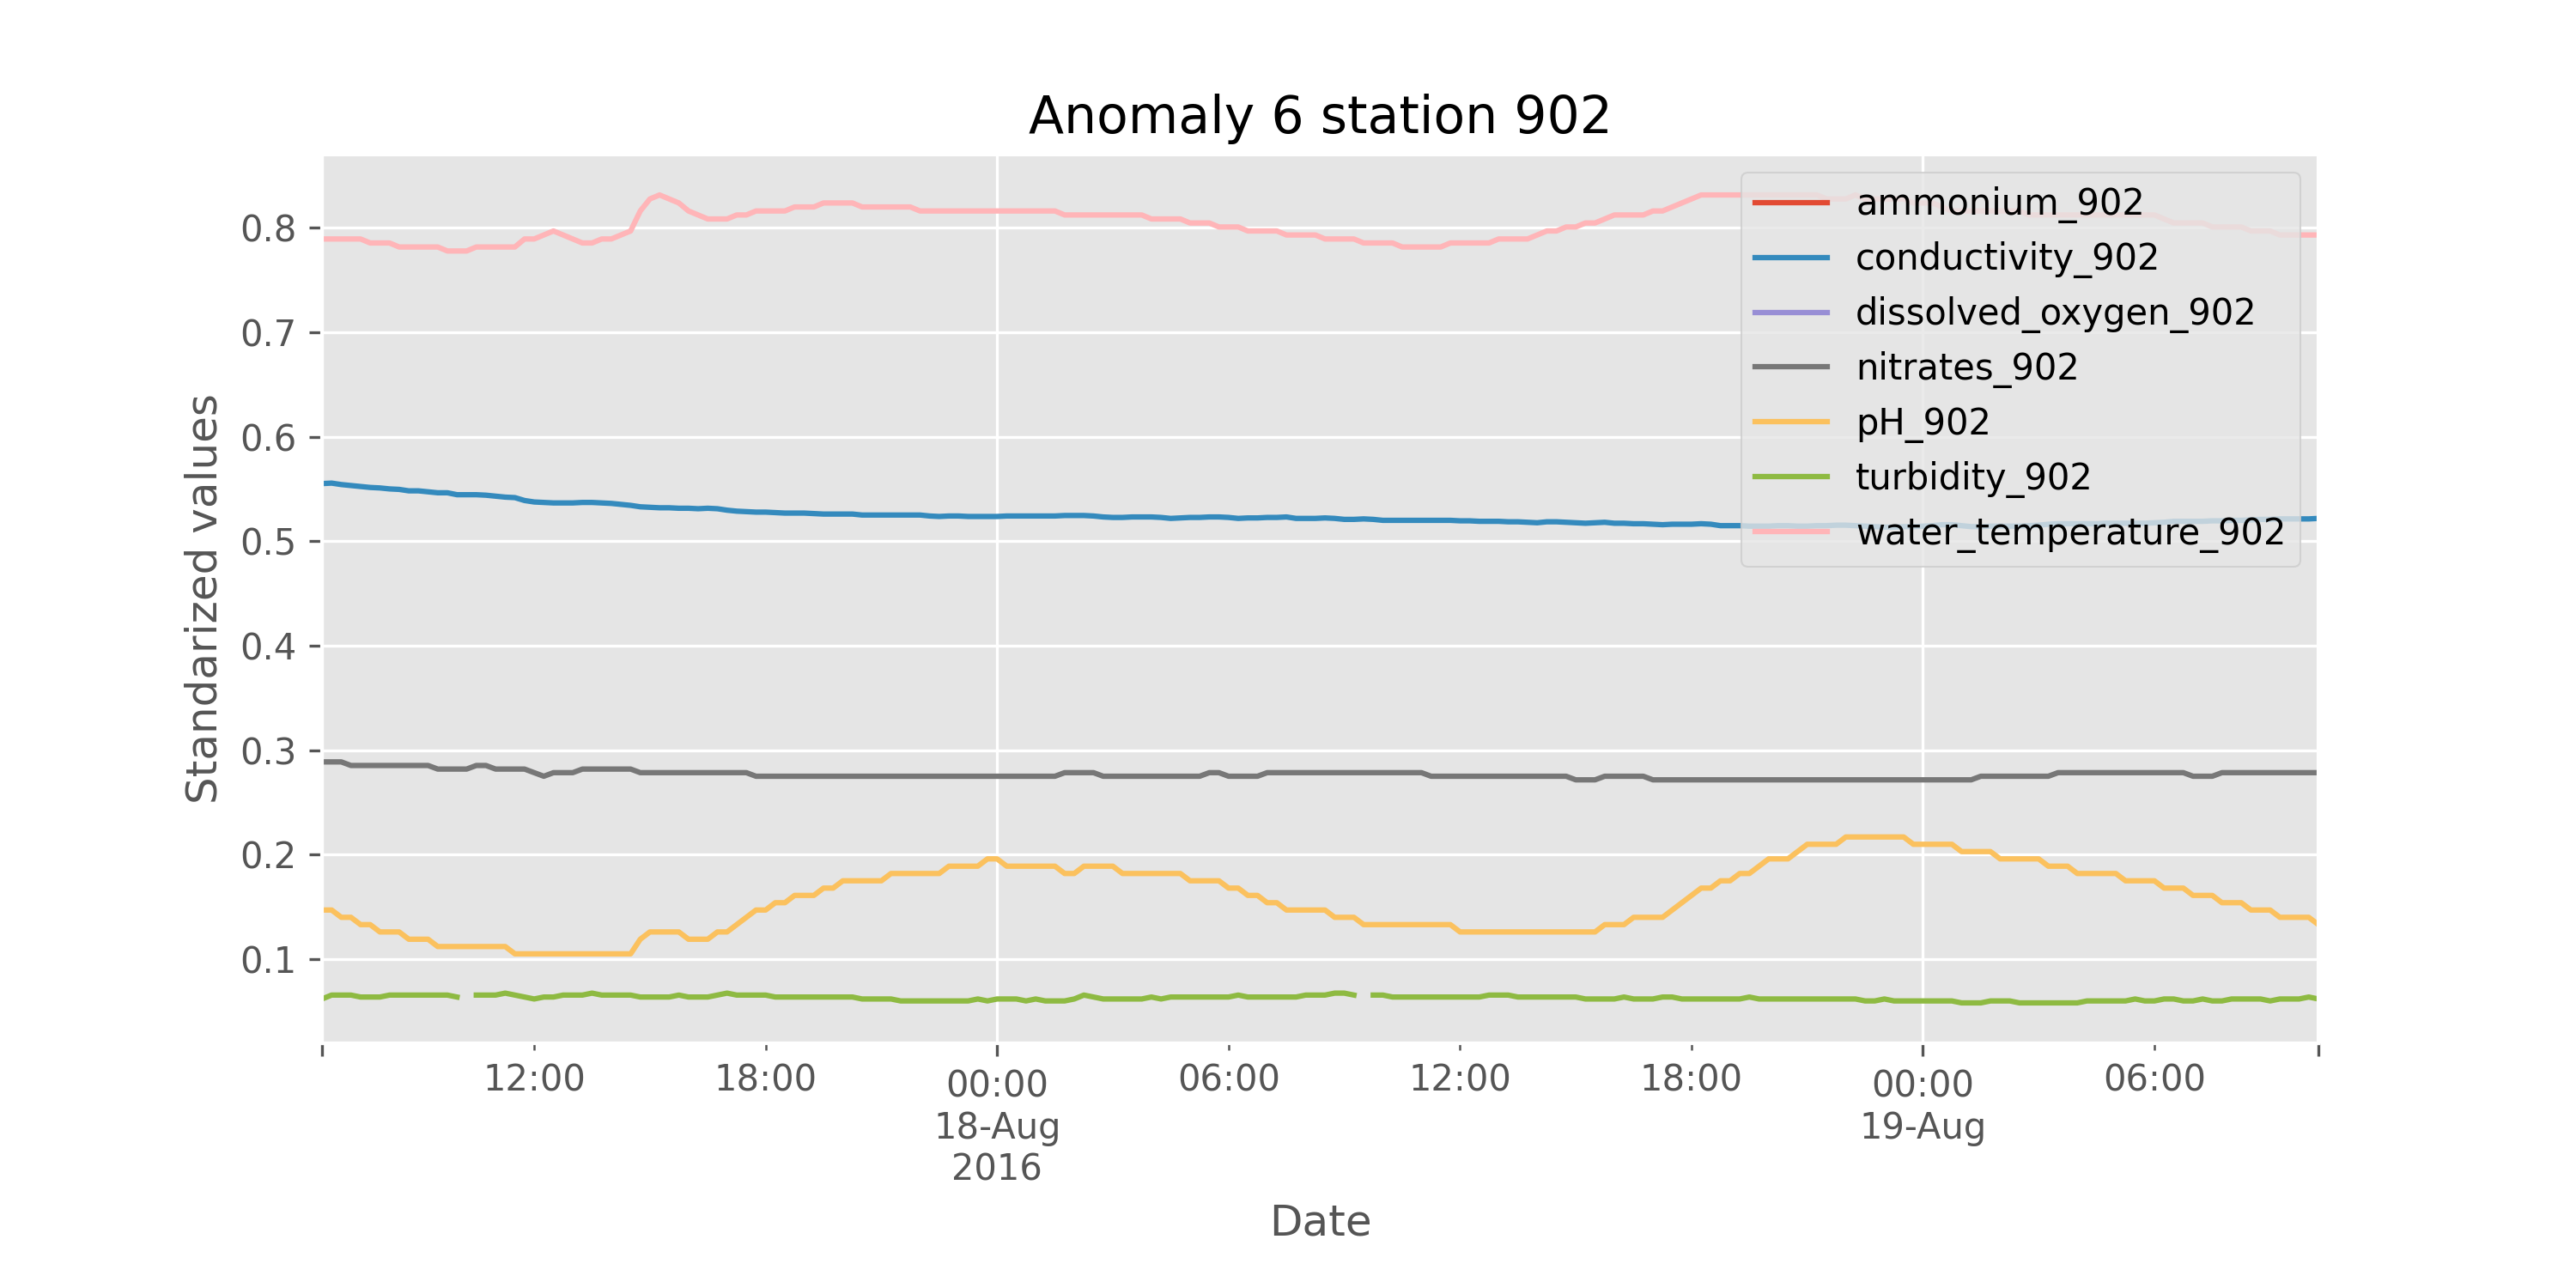 Anomaly 6 station 902
ammonium_902
conductivity_902
dissolved_oxygen_902
nitrates_902
pH_902
turbidity_902
water_temperature_902
0.8
0.7
0.6
0.5
0.4
0.3
0.2
0.1
Standarized values
12:00 18:00 00:00 06:00 12:00 18:00 00:00 06:00
18-Aug 19-Aug
2016
Date